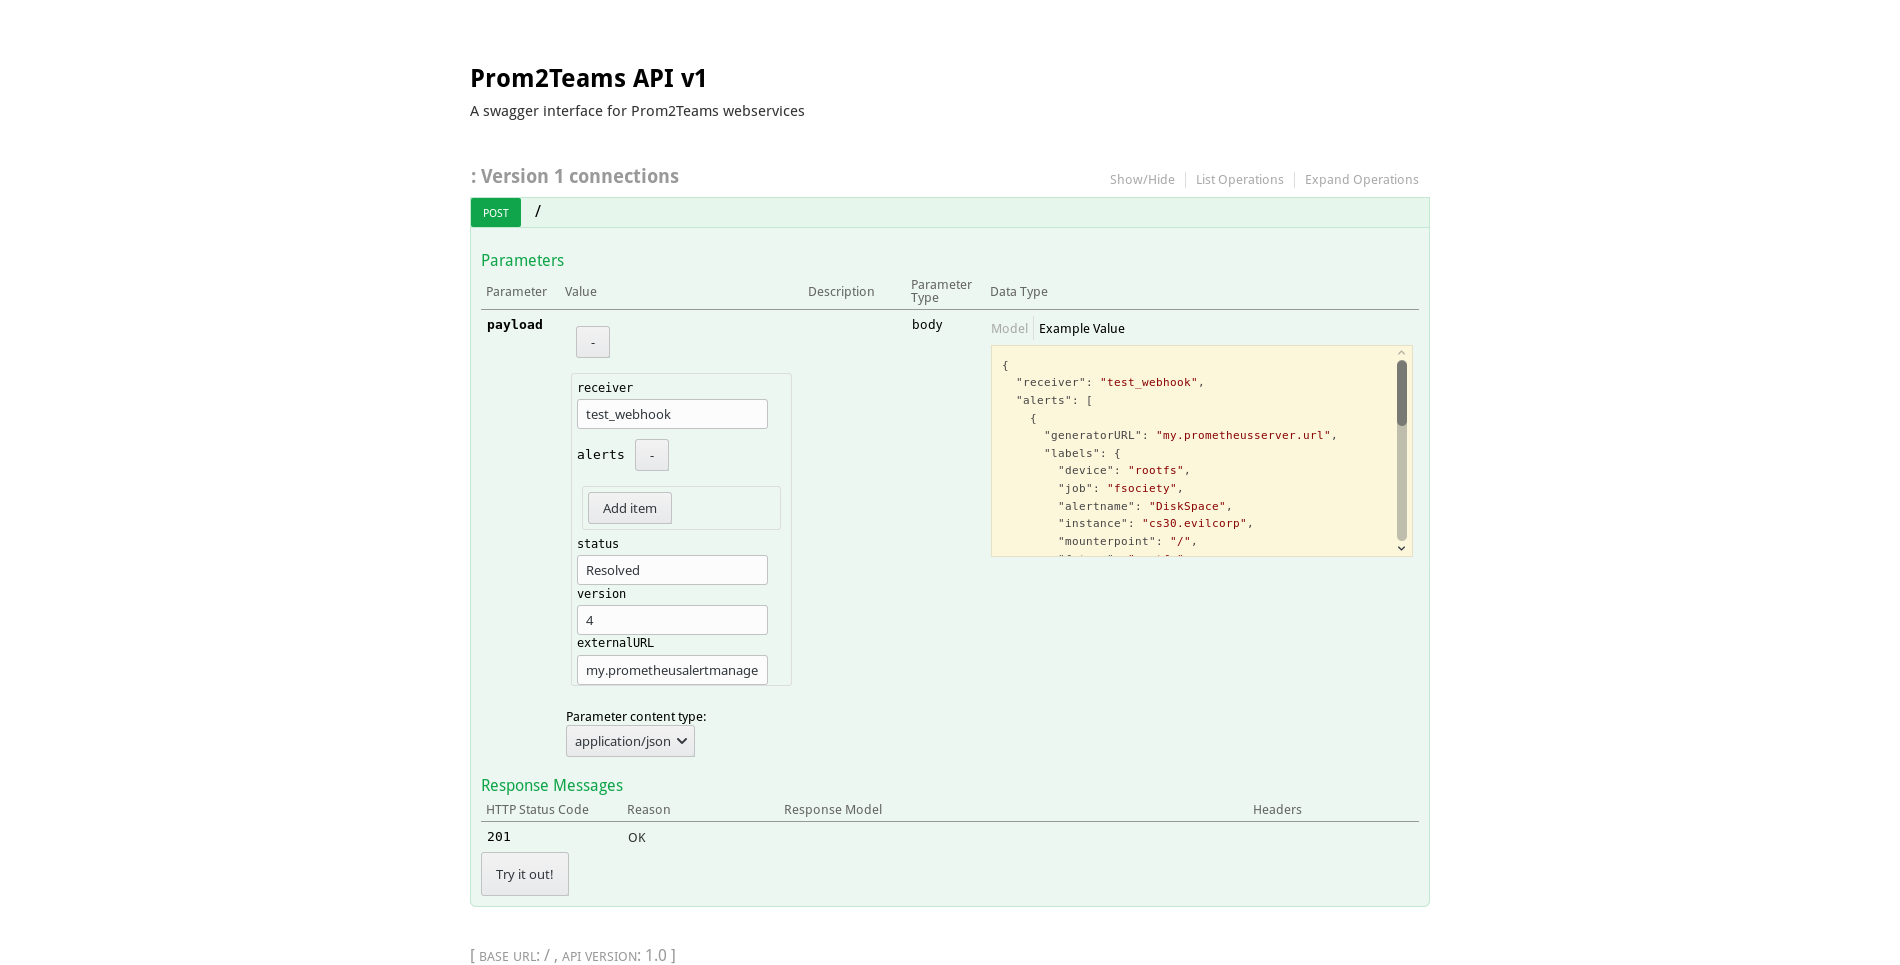 Prom2Teams API v1
A swagger interface for Prom2Teams webservices
: Version 1 connections
Show/Hide
List Operations
Expand Operations
POST
/
Parameters
Parameter
Value
Description
Parameter
Type
Data Type
payload
-
body
Model
Example Value
receiver
test_webhook
alerts
-
Add item
status
Resolved
version
4
externalURL
my.prometheusalertmanage
{
"receiver": "test_webhook",
"alerts": [
{
"generatorURL": "my.prometheusserver.url",
"labels": {
"device": "rootfs",
"job": "fsociety",
"alertname": "DiskSpace",
"instance": "cs30.evilcorp",
"mounterpoint": "/",
Parameter content type:
application/json
Response Messages
HTTP Status Code
Reason
Response Model
Headers
201
OK
Try it out!
[ BASE URL: / , API VERSION: 1.0 ]